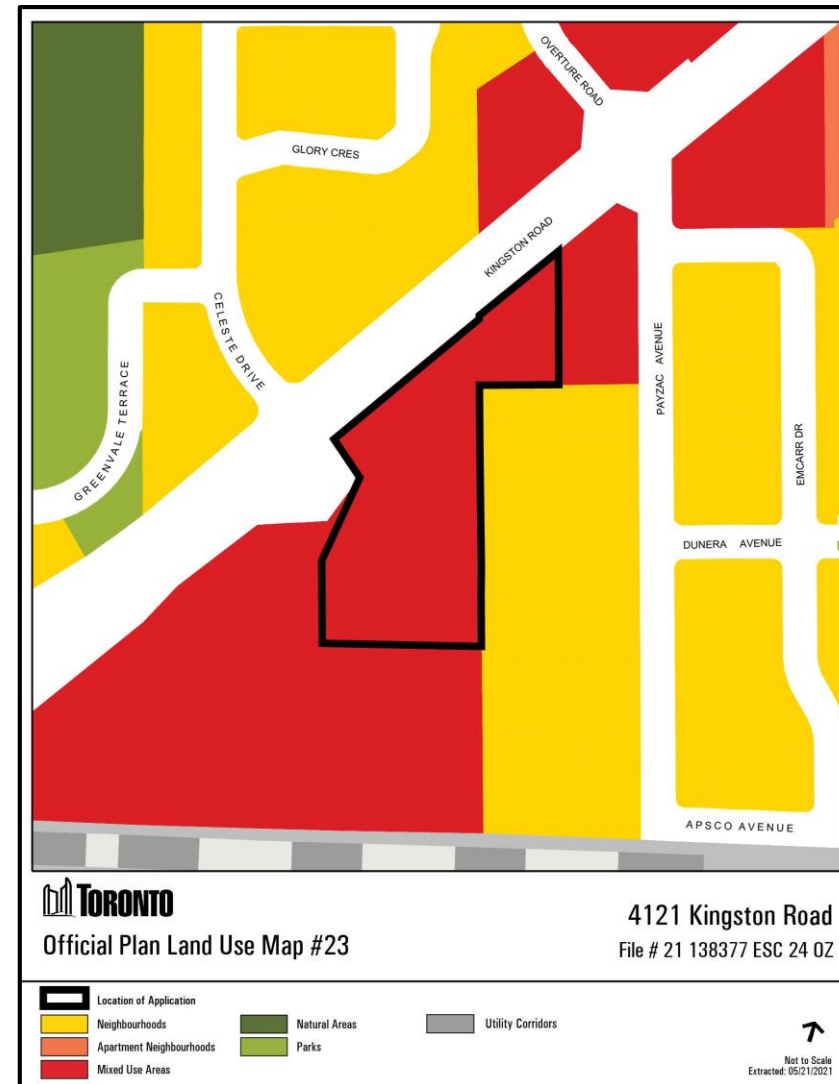 OVERTURE ROAD
GLORY CRES
KINGSTON ROAD
CELESTE DRIVE
GREENVALE TERRACE
PAYZAC AVENUE
EMCARR DR
DUNERA AVENUE
APSCO AVENUE
TORONTO
Official Plan Land Use Map #23
4121 Kingston Road
File # 21 138377 ESC 24 OZ
Location of Application
Neighbourhoods
Apartment Neighbourhoods
Mixed Use Areas
Natural Areas
Parks
Utility Corridors
Not to Scale
Extracted: 05/21/2021